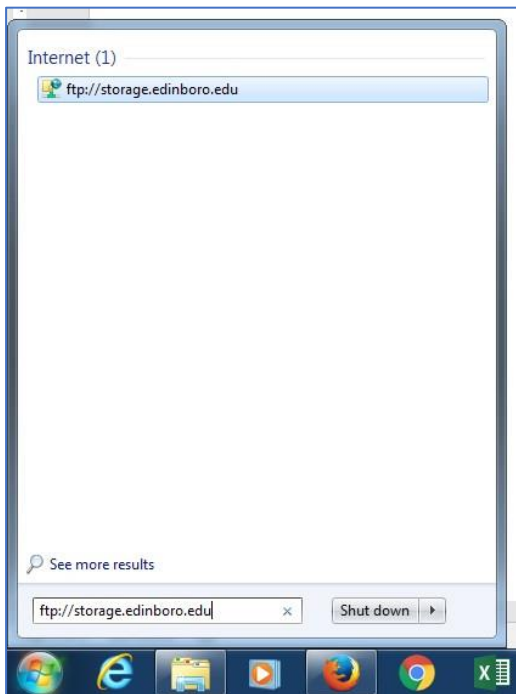 Internet (1)
ftp://storage.edinboro.edu
See more results
ftp://storage.edinboro.edu
Shut down